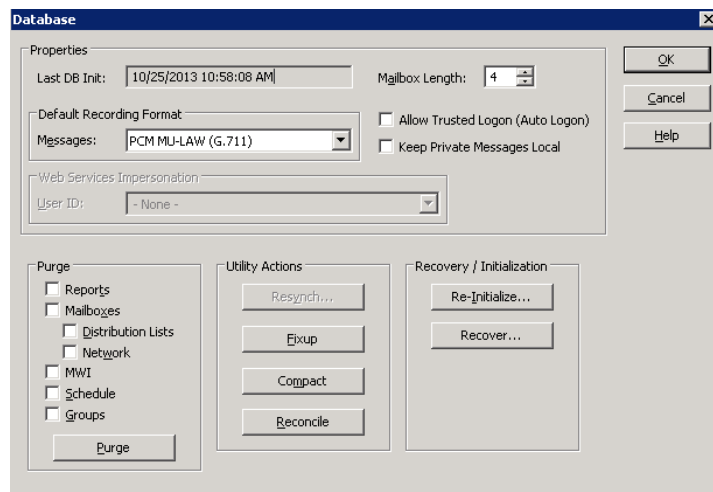 Database
Properties
Last DB Init: 10/25/2013 10:58:08 AM
Mailbox Length: 4
OK
Cancel
Help
Default Recording Format
Messages: PCM MU-LAW (G.711)
Allow Trusted Logon (Auto Logon)
Keep Private Messages Local
Web Services Impersonation
User ID: - None -
Purge
Reports
Mailboxes
Distribution Lists
Network
MWI
Schedule
Groups
Purge
Utility Actions
Resynch...
Fixup
Compact
Reconcile
Recovery / Initialization
Re-Initialize...
Recover...